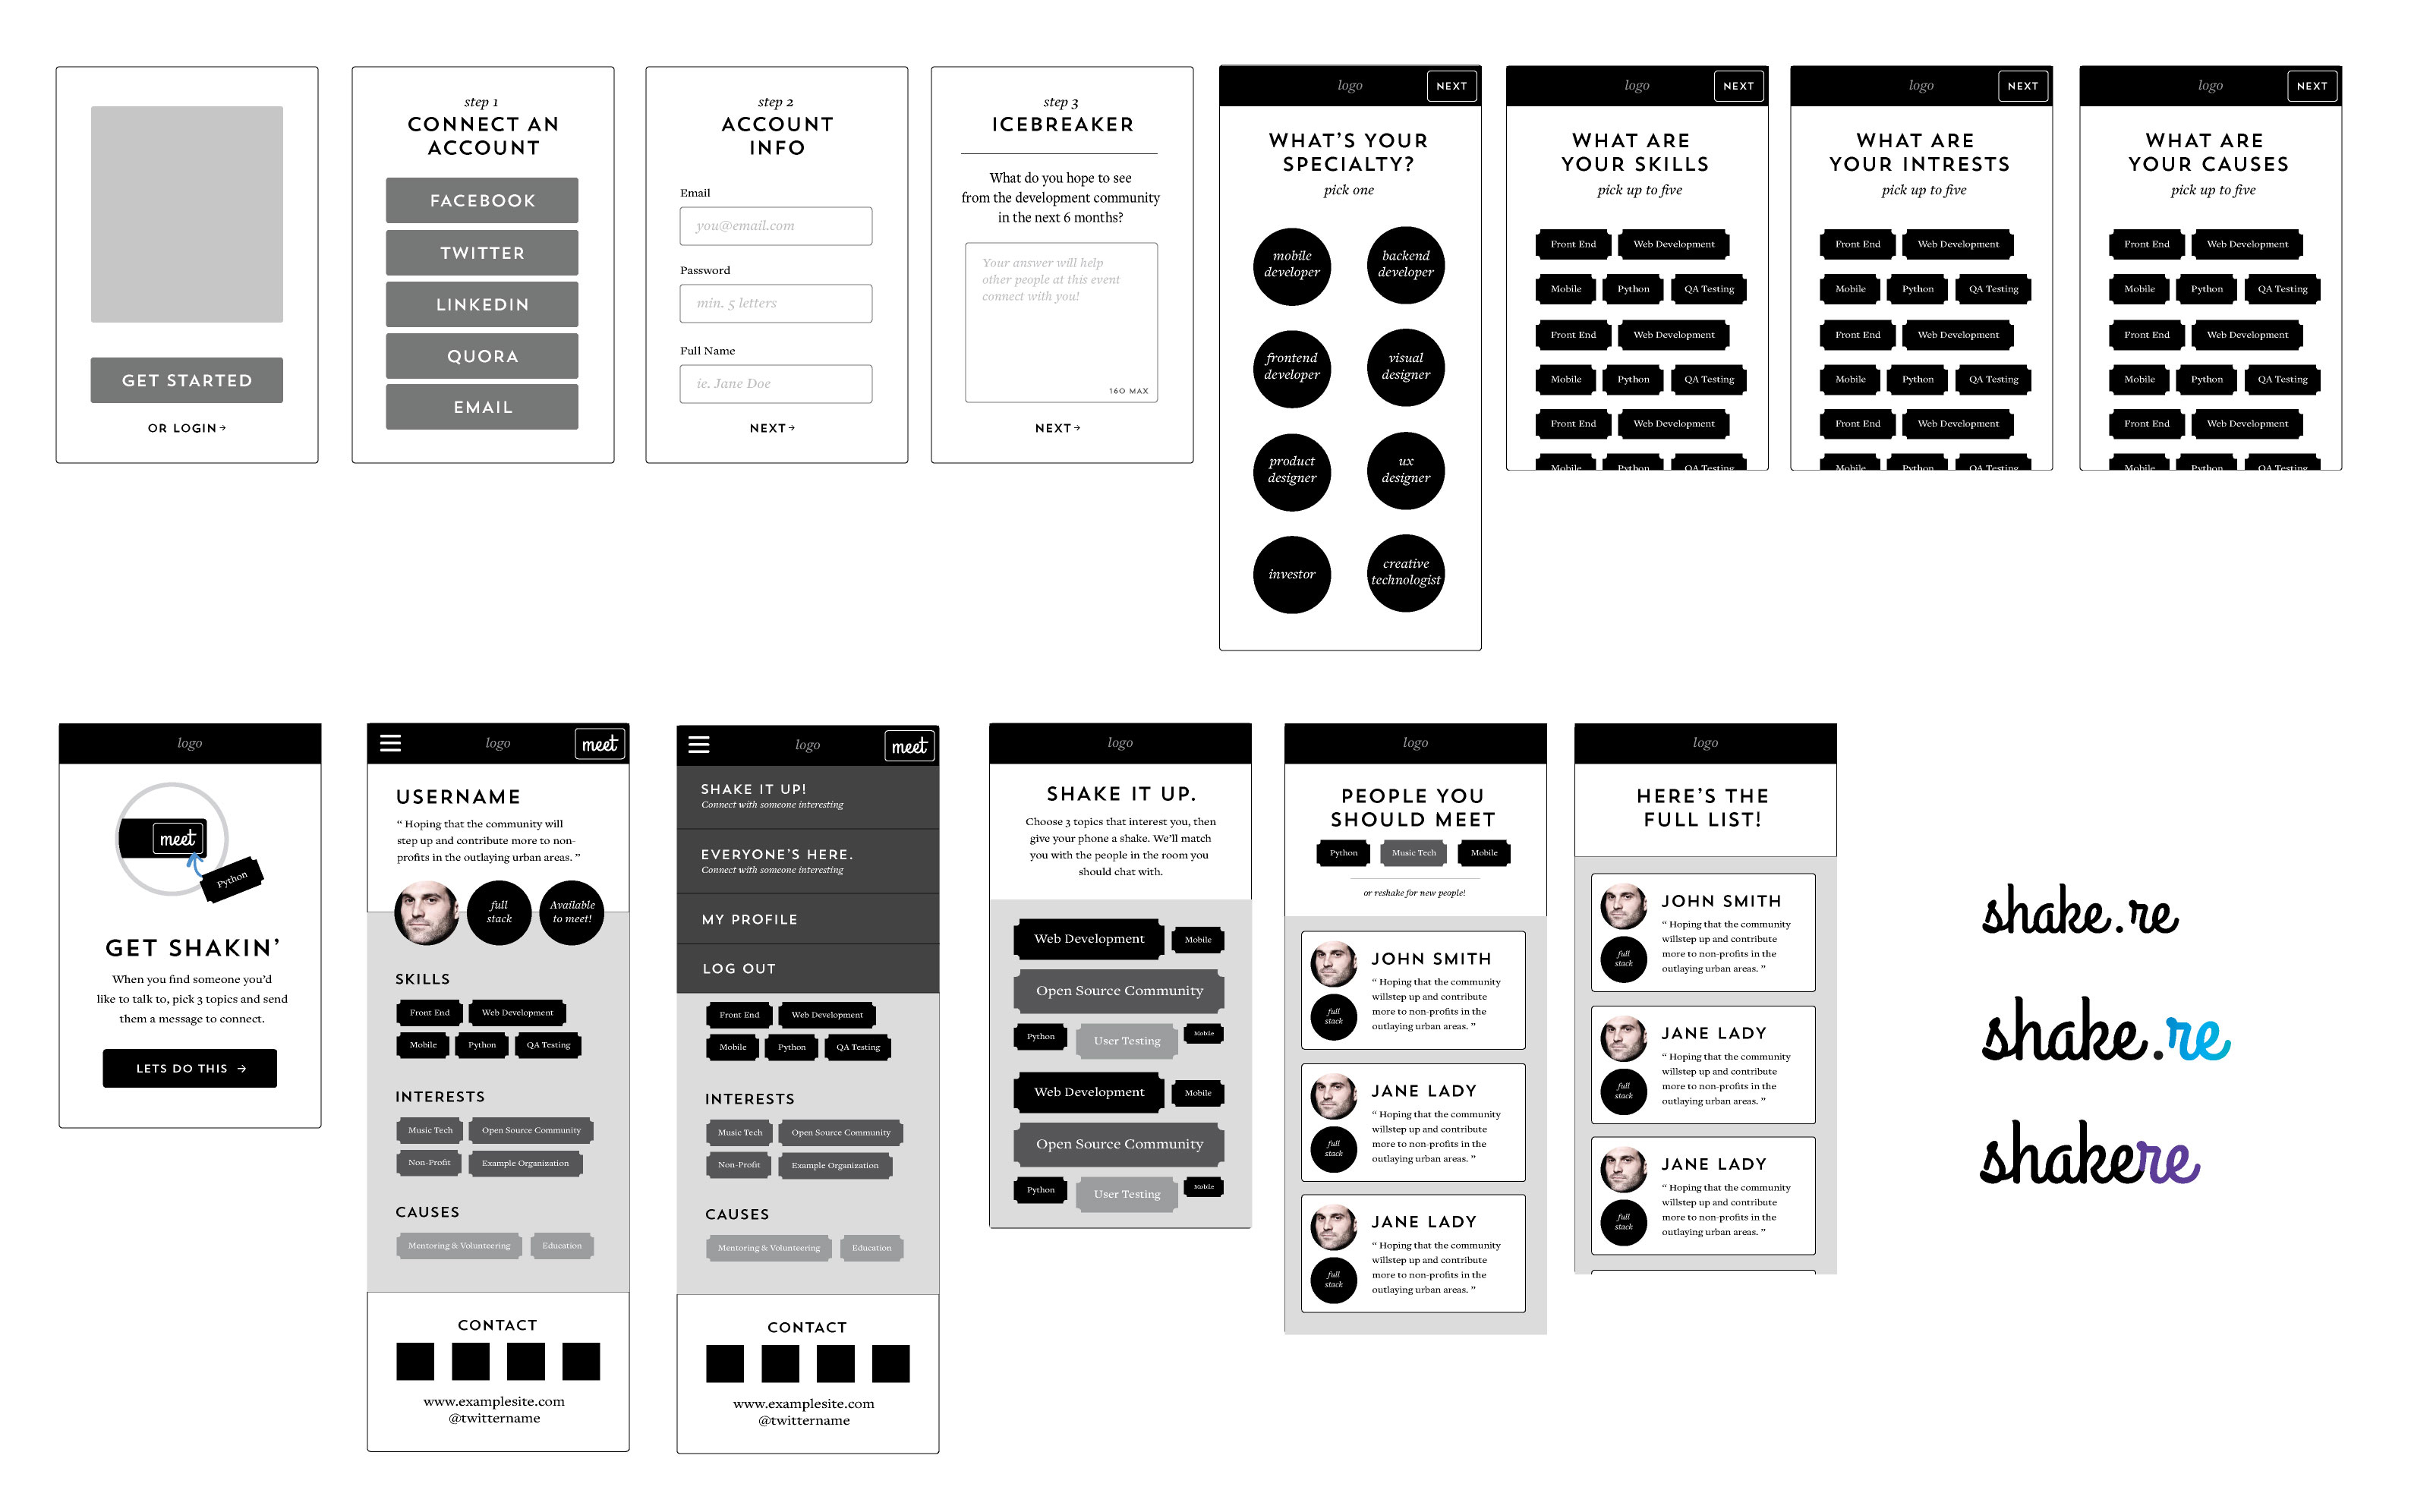 GET STARTED
OR LOGIN→
step 1
CONNECT AN
ACCOUNT
FACEBOOK
TWITTER
LINKEDIN
QUORA
EMAIL
step 2
ACCOUNT
INFO
Email
you@email.com
Password
min. 5 letters
Full Name
ie. Jane Doe
NEXT→
step 3
ICEBREAKER
What do you hope to see
from the development community
in the next 6 months?
Your answer will help
other people at this event
connect with you!
160 MAX
NEXT→
logo NEXT
WHAT'S YOUR
SPECIALTY?
pick one
mobile
developer
backend
developer
frontend
developer
visual
designer
product
designer
ux
designer
investor
creative
technologist
logo NEXT
WHAT ARE
YOUR SKILLS
pick up to five
Front End Web Development
Mobile Python QA Testing
Front End Web Development
Mobile Python QA Testing
Front End Web Development
Mobile Python QA Testing
logo NEXT
WHAT ARE
YOUR INTRESTS
pick up to five
Front End Web Development
Mobile Python QA Testing
Front End Web Development
Mobile Python QA Testing
Front End Web Development
Mobile Python QA Testing
logo NEXT
WHAT ARE
YOUR CAUSES
pick up to five
Front End Web Development
Mobile Python QA Testing
Front End Web Development
Mobile Python QA Testing
Front End Web Development
Mobile Python QA Testing
logo
meet
Python
GET SHAKIN'
When you find someone you'd
like to talk to, pick 3 topics and send
them a message to connect.
LETS DO THIS →
logo meet
USERNAME
“ Hoping that the community will
step up and contribute more to non-
profits in the outlaying urban areas. ”
full
stack
Available
to meet!
SKILLS
Front End Web Development
Mobile Python QA Testing
INTERESTS
Music Tech Open Source Community
Non-Profit Example Organization
CAUSES
Mentoring & Volunteering Education
CONTACT
www.examplesite.com
@twittername
logo meet
SHAKE IT UP!
Connect with someone interesting
EVERYONE'S HERE.
Connect with someone interesting
MY PROFILE
LOG OUT
Front End Web Development
Mobile Python QA Testing
INTERESTS
Music Tech Open Source Community
Non-Profit Example Organization
CAUSES
Mentoring & Volunteering Education
CONTACT
www.examplesite.com
@twittername
logo
SHAKE IT UP.
Choose 3 topics that interest you, then
give your phone a shake. We'll match
you with the people in the room you
should chat with.
Web Development Mobile
Open Source Community
Python User Testing Mobile
Web Development Mobile
Open Source Community
Python User Testing Mobile
logo
PEOPLE YOU
SHOULD MEET
Python Music Tech Mobile
or reshake for new people!
JOHN SMITH
“ Hoping that the community
willstep up and contribute
more to non-profits in the
outlaying urban areas. ”
full
stack
JANE LADY
“ Hoping that the community
willstep up and contribute
more to non-profits in the
outlaying urban areas. ”
full
stack
JANE LADY
“ Hoping that the community
willstep up and contribute
more to non-profits in the
outlaying urban areas. ”
full
stack
logo
HERE'S THE
FULL LIST!
JOHN SMITH
“ Hoping that the community
willstep up and contribute
more to non-profits in the
outlaying urban areas. ”
full
stack
JANE LADY
“ Hoping that the community
willstep up and contribute
more to non-profits in the
outlaying urban areas. ”
full
stack
JANE LADY
“ Hoping that the community
willstep up and contribute
more to non-profits in the
outlaying urban areas. ”
full
stack
shake.re
shake.re
shakere